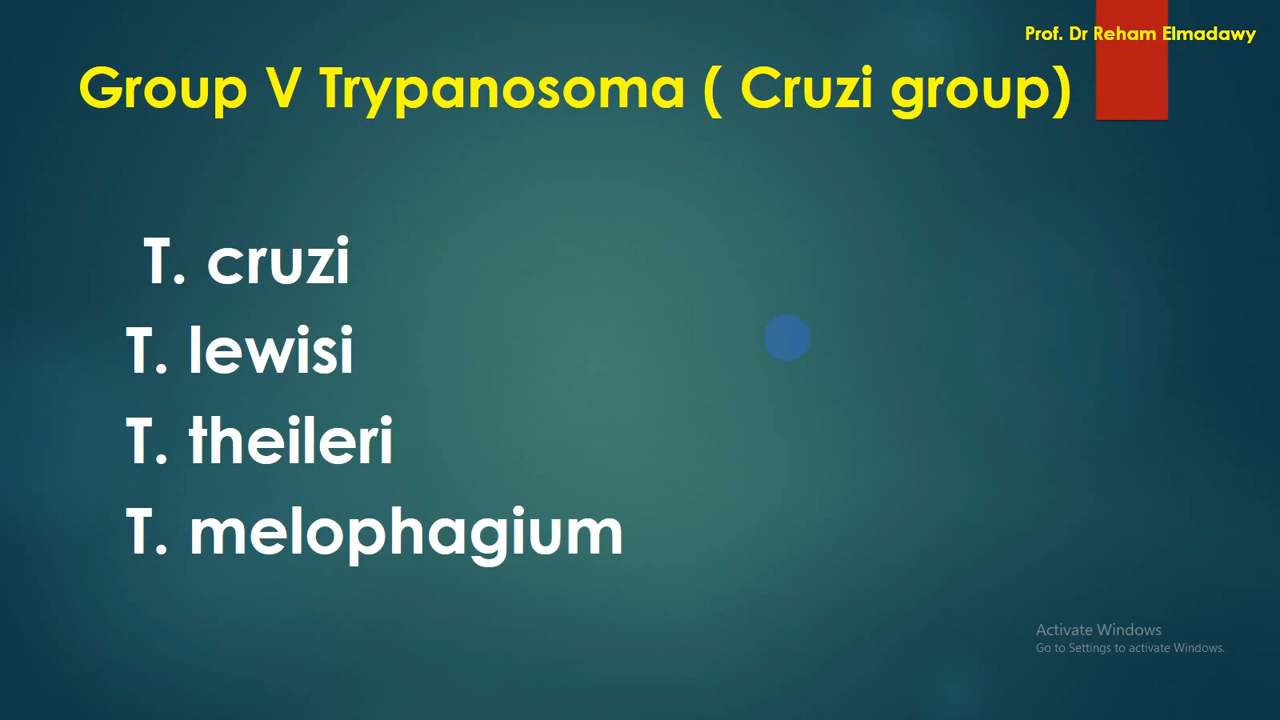 Prof. Dr Reham Elmadawy
Group V Trypanosoma ( Cruzi group)
T. cruzi
T. lewisi
T. theileri
T. melophagium
Activate Windows
Go to Settings to activate Windows.